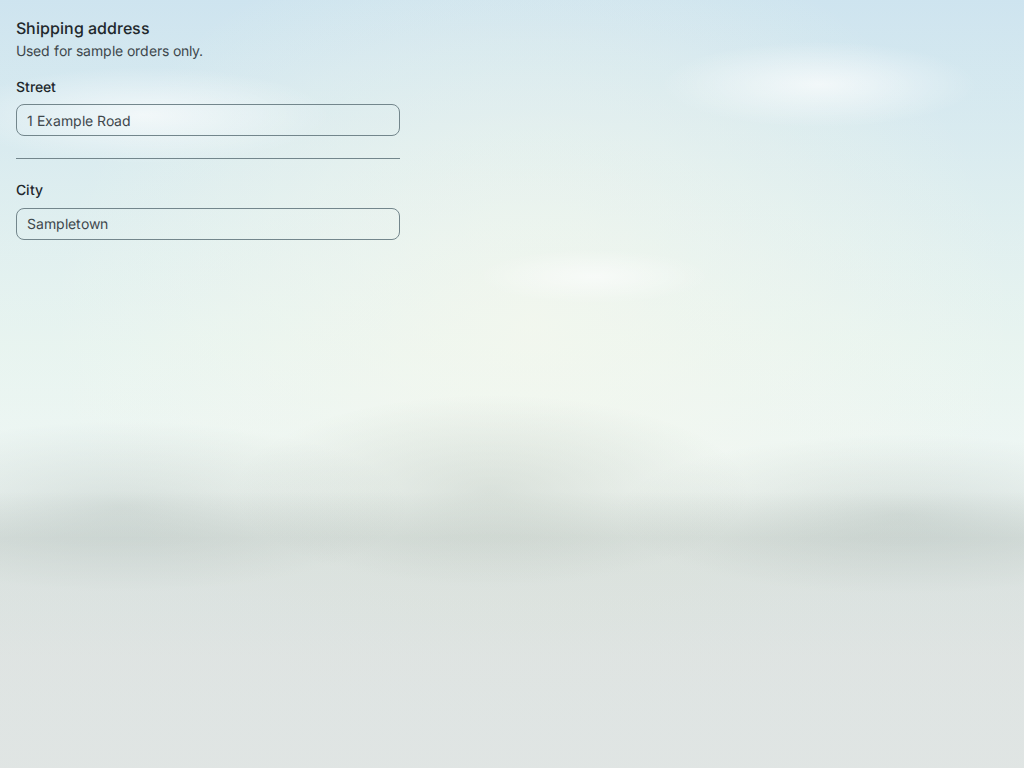 Shipping address
Used for sample orders only.
Street
1 Example Road
City
Sampletown